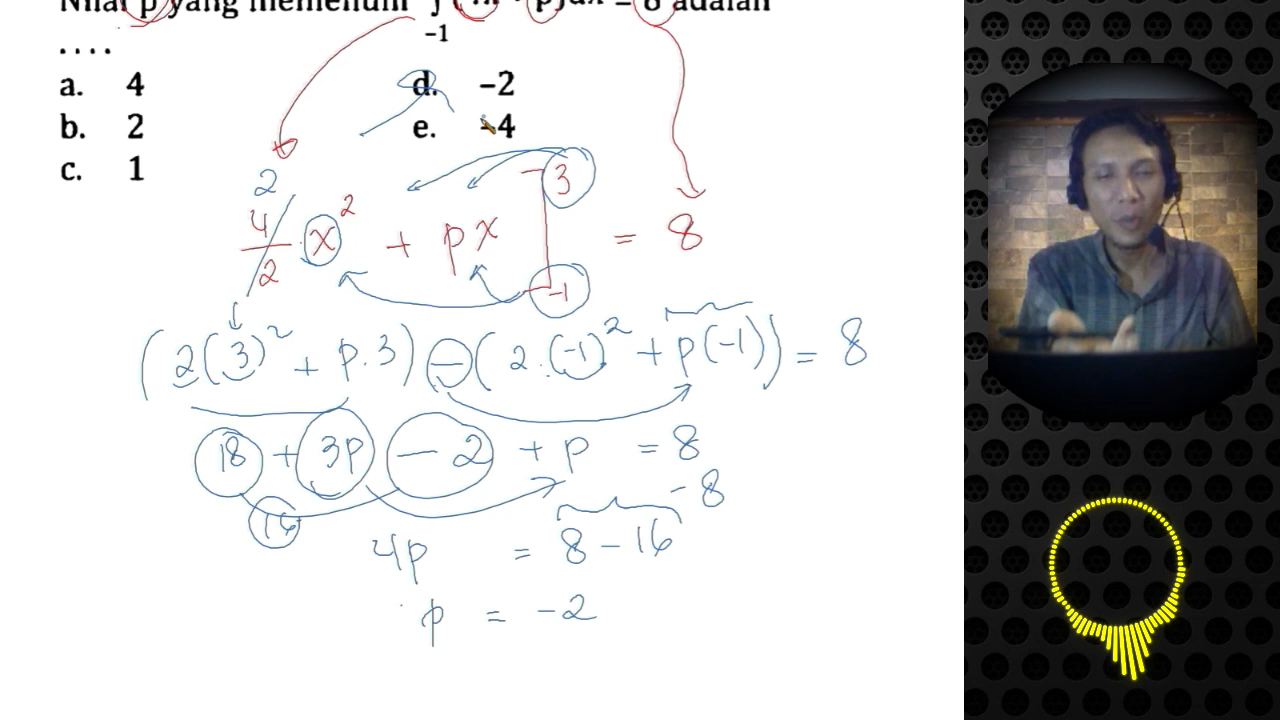 Nilai p yang memenuhi ∫ (4x + p)dx = 8 adalah
-1
....
a. 4 d. -2
b. 2 e. -4
c. 1
2 3
4/2 x² + px = 8
-1
(2(3)² + p.3) - (2.(-1)² + p(-1)) = 8
18 + 3p - 2 + p = 8
-8
16
4p = 8 - 16
p = -2